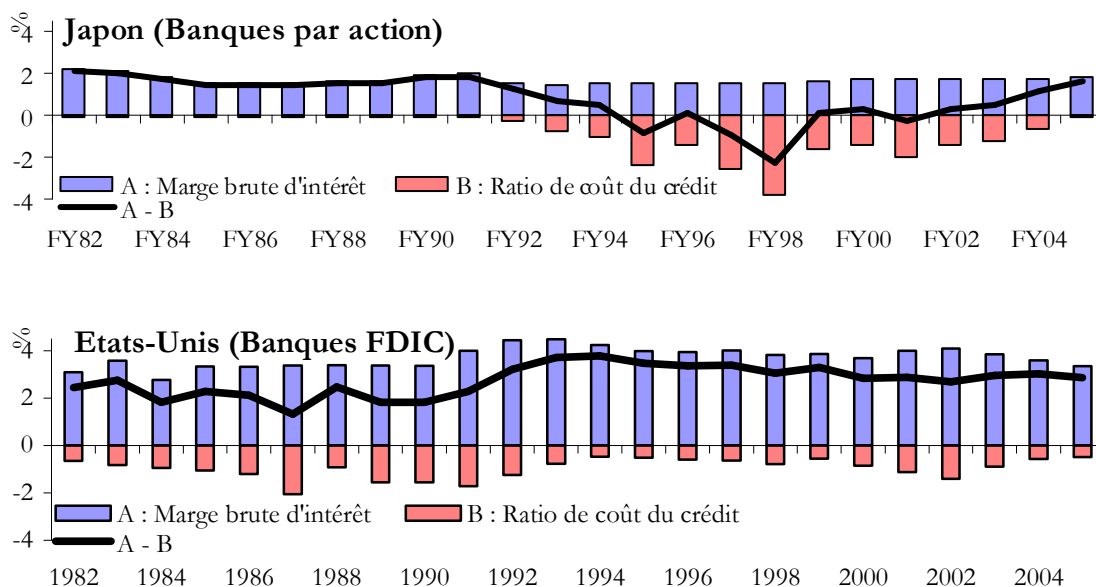 %
Japon (Banques par action)
4
2
0
-2
-4
A : Marge brute d'intérêt B : Ratio de coût du crédit
A - B
FY82 FY84 FY86 FY88 FY90 FY92 FY94 FY96 FY98 FY00 FY02 FY04
%
Etats-Unis (Banques FDIC)
4
2
0
-2
-4
A : Marge brute d'intérêt B : Ratio de coût du crédit
A - B
1982 1984 1986 1988 1990 1992 1994 1996 1998 2000 2002 2004